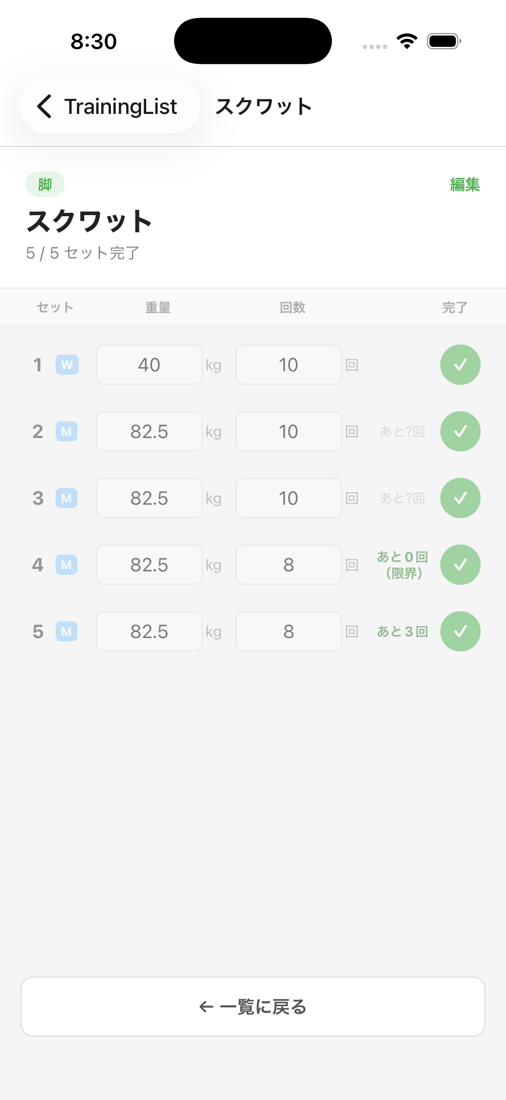 8:30
TrainingList スクワット
脚 編集
スクワット
5 / 5 セット完了
セット 重量 回数 完了
1 W 40 kg 10 回
2 M 82.5 kg 10 回 あと?回
3 M 82.5 kg 10 回 あと?回
4 M 82.5 kg 8 回 あと0回
(限界)
5 M 82.5 kg 8 回 あと3回
← 一覧に戻る